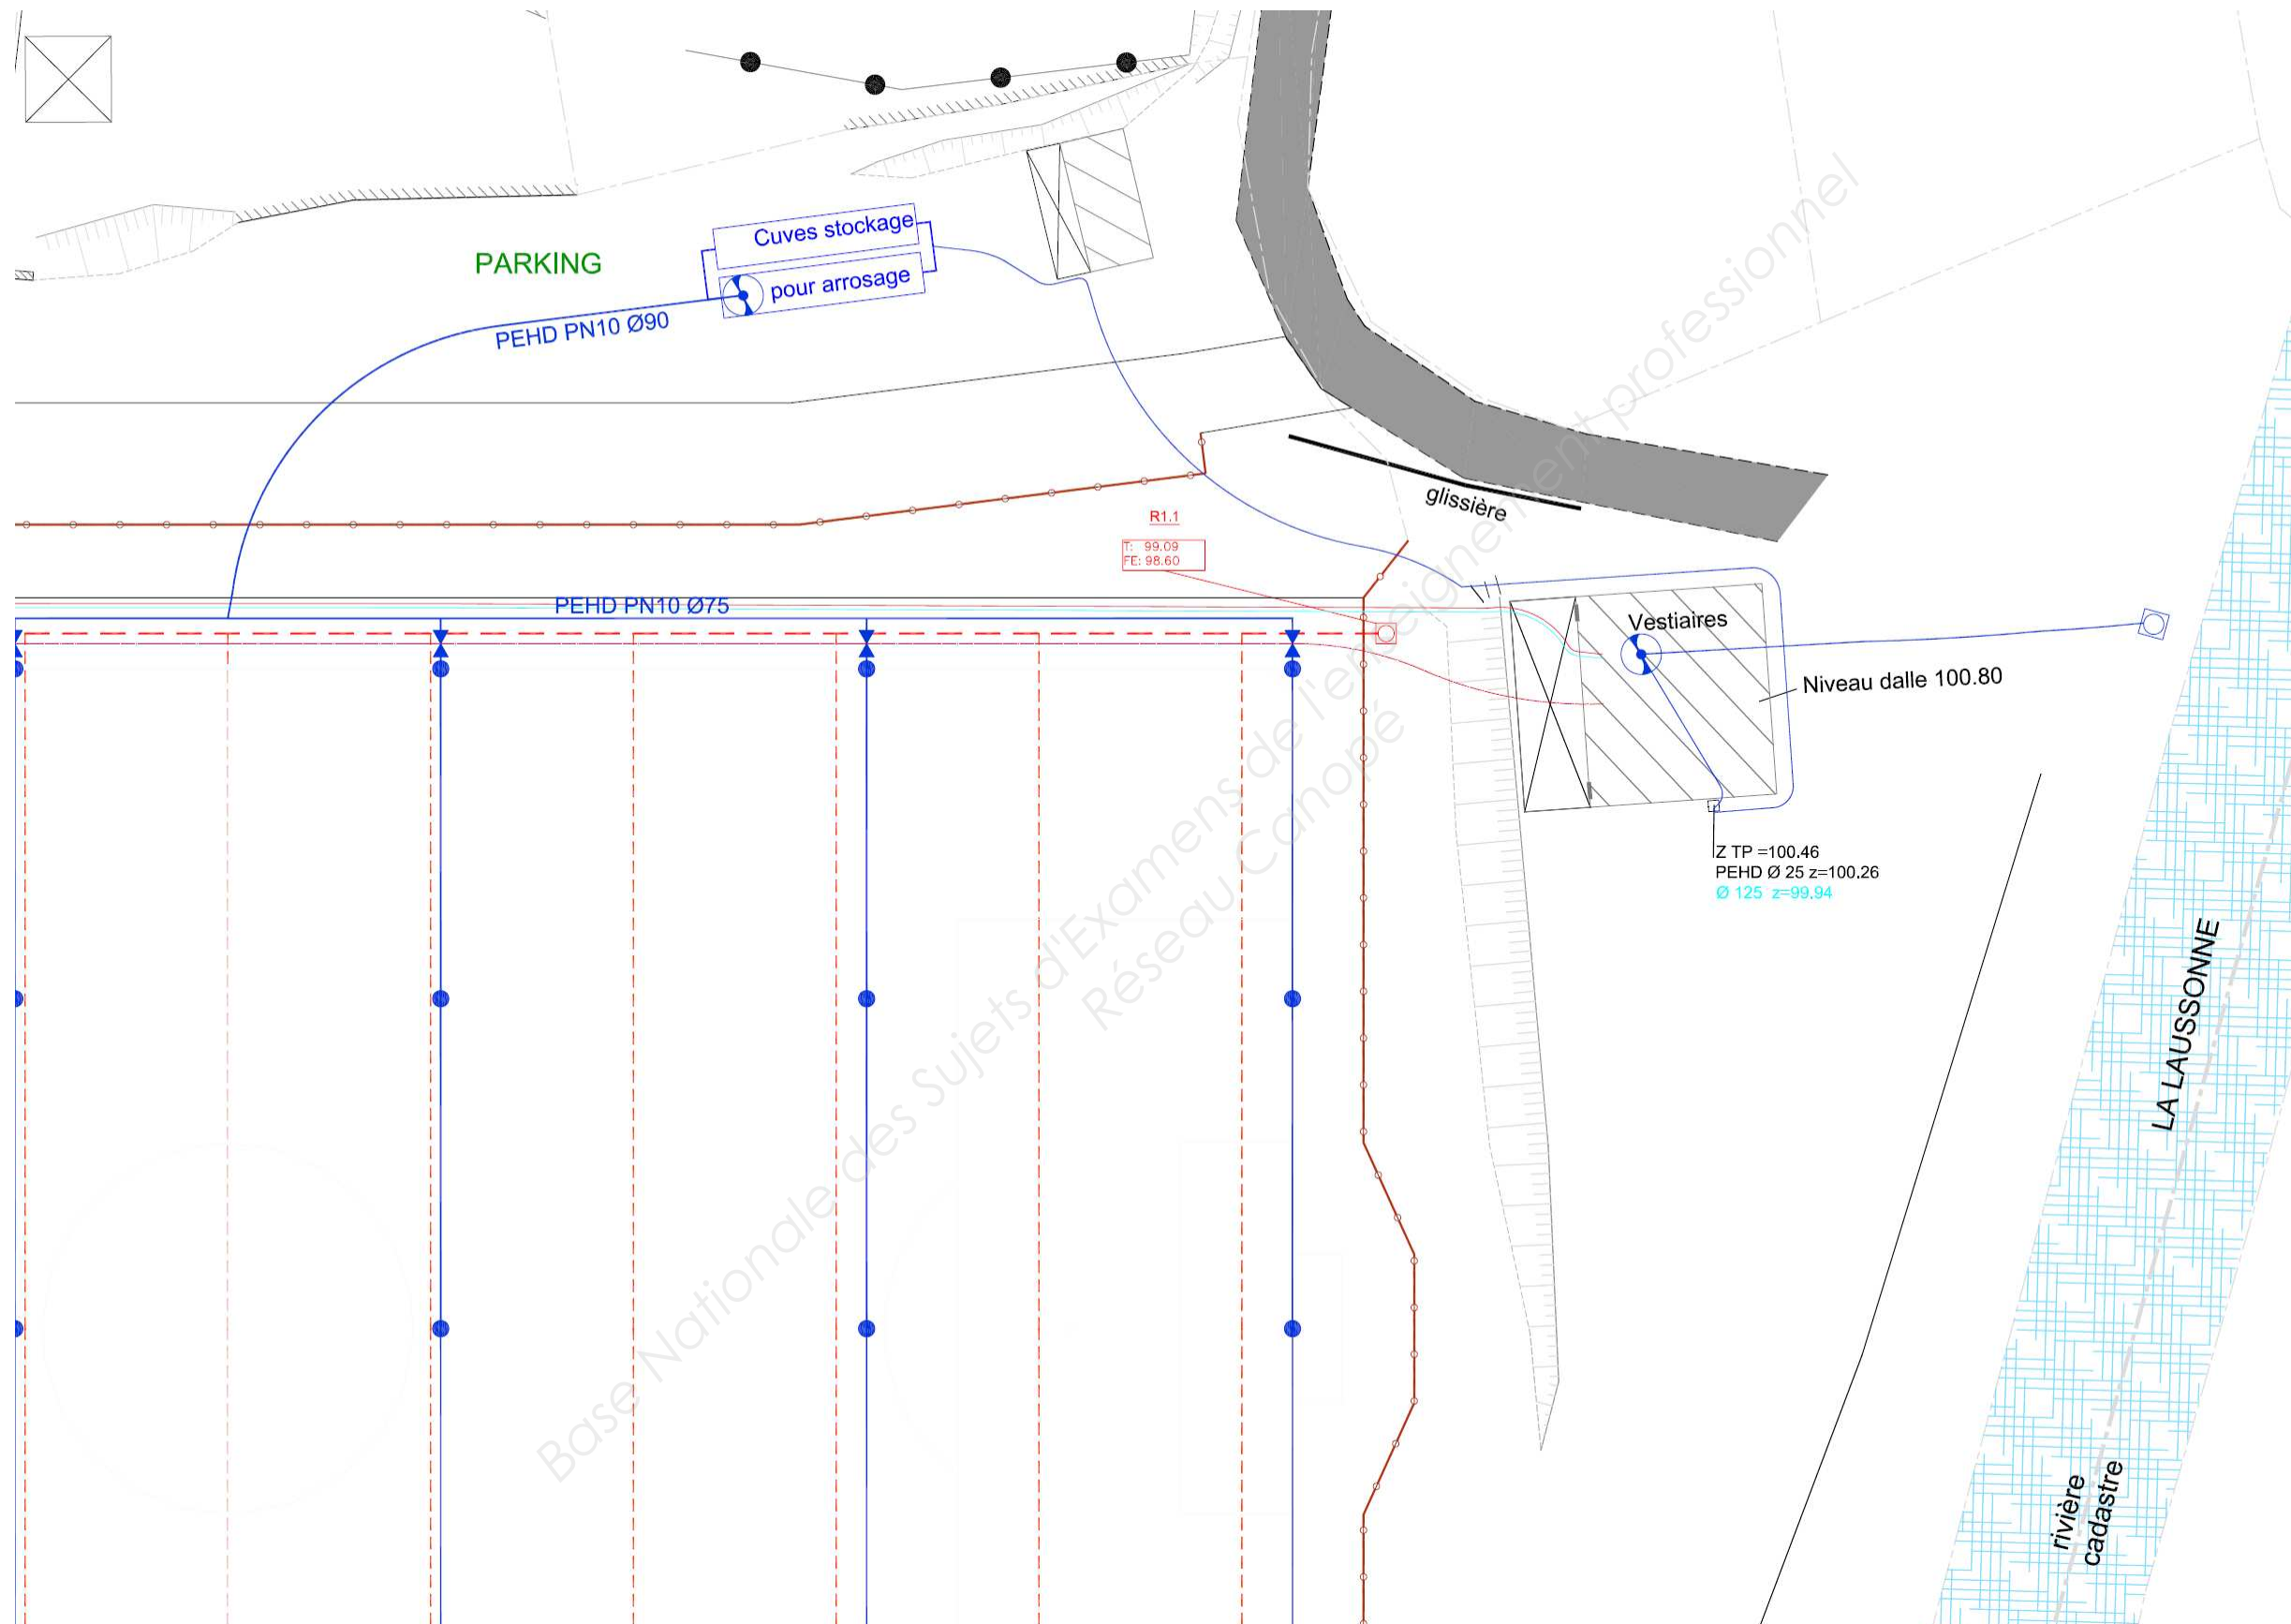 Cuves stockage
pour arrosage
PARKING
PEHD PN10 Ø90
glissière
R1.1
T: 99.09
FE: 98.60
PEHD PN10 Ø75
Vestiaires
Niveau dalle 100.80
Z TP =100.46
PEHD Ø 25 z=100.26
Ø 125 z=99.94
LA LAUSSONNE
rivière
cadastre
Base Nationale des Sujets d'Examens de l'enseignement professionnel
Réseau Canopé